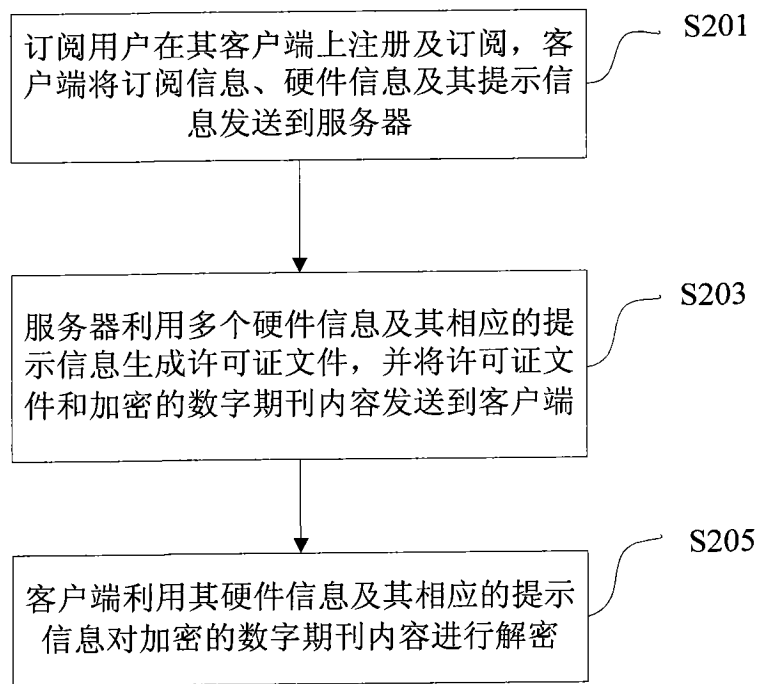 订阅用户在其客户端上注册及订阅，客
户端将订阅信息、硬件信息及其提示信
息发送到服务器
S201
服务器利用多个硬件信息及其相应的提
示信息生成许可证文件，并将许可证文
件和加密的数字期刊内容发送到客户端
S203
客户端利用其硬件信息及其相应的提示
信息对加密的数字期刊内容进行解密
S205